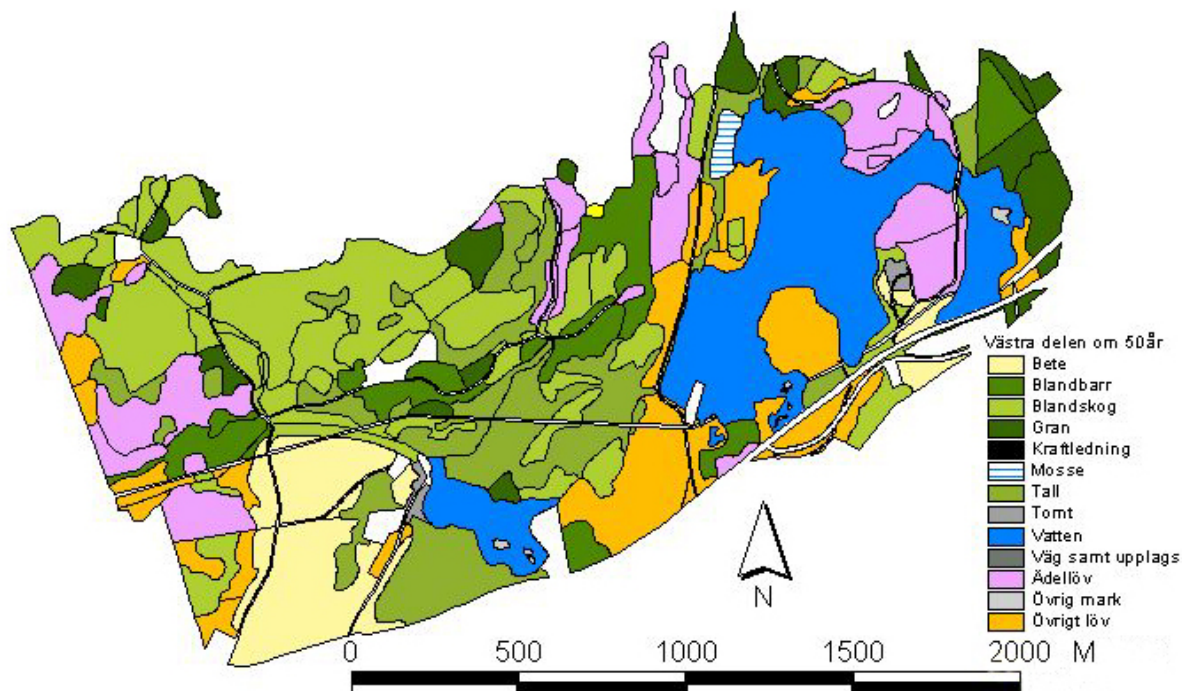 Västra delen om 50år
Bete
Blandbarr
Blandskog
Gran
Kraftledning
Mosse
Tall
Tomt
Vatten
Väg samt upplags
Ädellöv
Övrig mark
Övrigt löv
N
0 500 1000 1500 2000 M